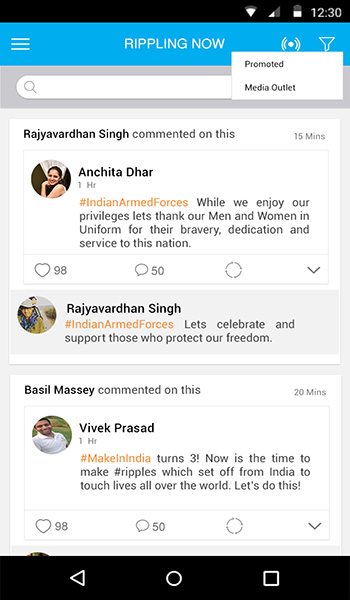 12:30
RIPPLING NOW
Promoted
Media Outlet
Rajyavardhan Singh commented on this
15 Mins
Anchita Dhar
1 Hr
#IndianArmedForces While we enjoy our
privileges lets thank our Men and Women in
Uniform for their bravery, dedication and
service to this nation.
98 50
Rajyavardhan Singh
#IndianArmedForces Lets celebrate and
support those who protect our freedom.
Basil Massey commented on this
20 Mins
Vivek Prasad
1 Hr
#MakeInIndia turns 3! Now is the time to
make #ripples which set off from India to
touch lives all over the world. Let's do this!
98 50